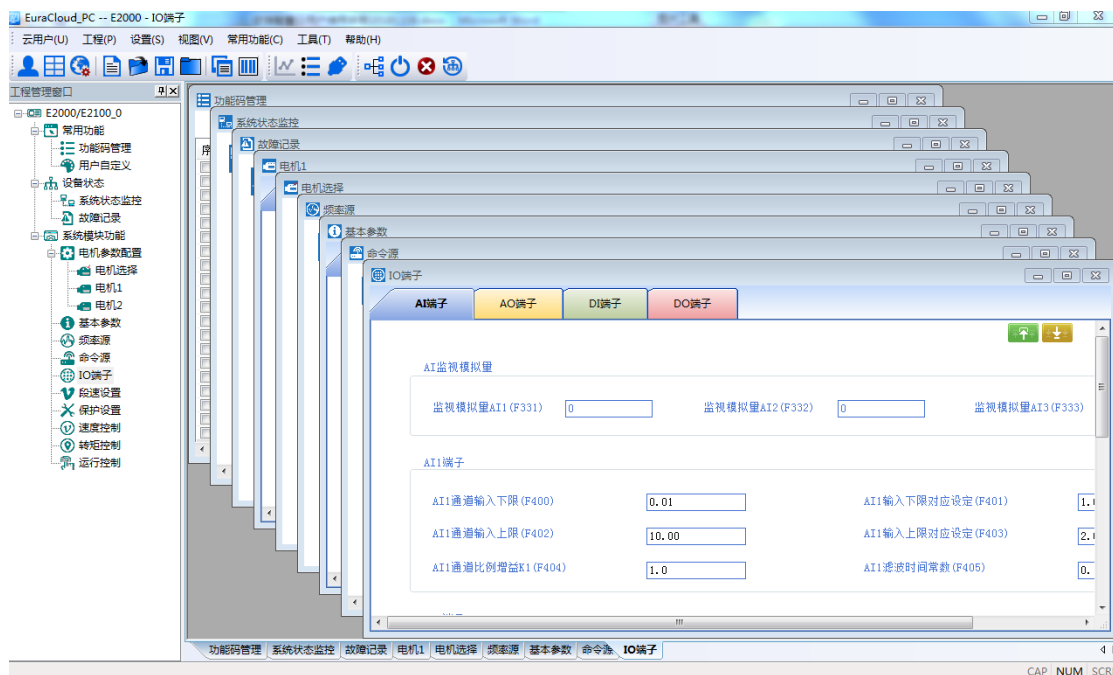 EuraCloud_PC -- E2000 - IO端子
云用户(U) 工程(P) 设置(S) 视图(V) 常用功能(C) 工具(T) 帮助(H)
工程管理窗口
E2000/E2100_0
常用功能
功能码管理
用户自定义
设备状态
系统状态监控
故障记录
系统模块功能
电机参数配置
电机选择
电机1
电机2
基本参数
频率源
命令源
IO端子
段速设置
保护设置
速度控制
转矩控制
运行控制
功能码管理
序
系统状态监控
故障记录
电机1
电机选择
频率源
基本参数
命令源
IO端子
AI端子 AO端子 DI端子 DO端子
AI监视模拟量
监视模拟量AI1(F331) 0 监视模拟量AI2(F332) 0 监视模拟量AI3(F333)
AI1端子
AI1通道输入下限(F400) 0.01 AI1输入下限对应设定(F401) 1.
AI1通道输入上限(F402) 10.00 AI1输入上限对应设定(F403) 2.
AI1通道比例增益K1(F404) 1.0 AI1滤波时间常数(F405) 0.
功能码管理 系统状态监控 故障记录 电机1 电机选择 频率源 基本参数 命令源 IO端子
CAP NUM SCR